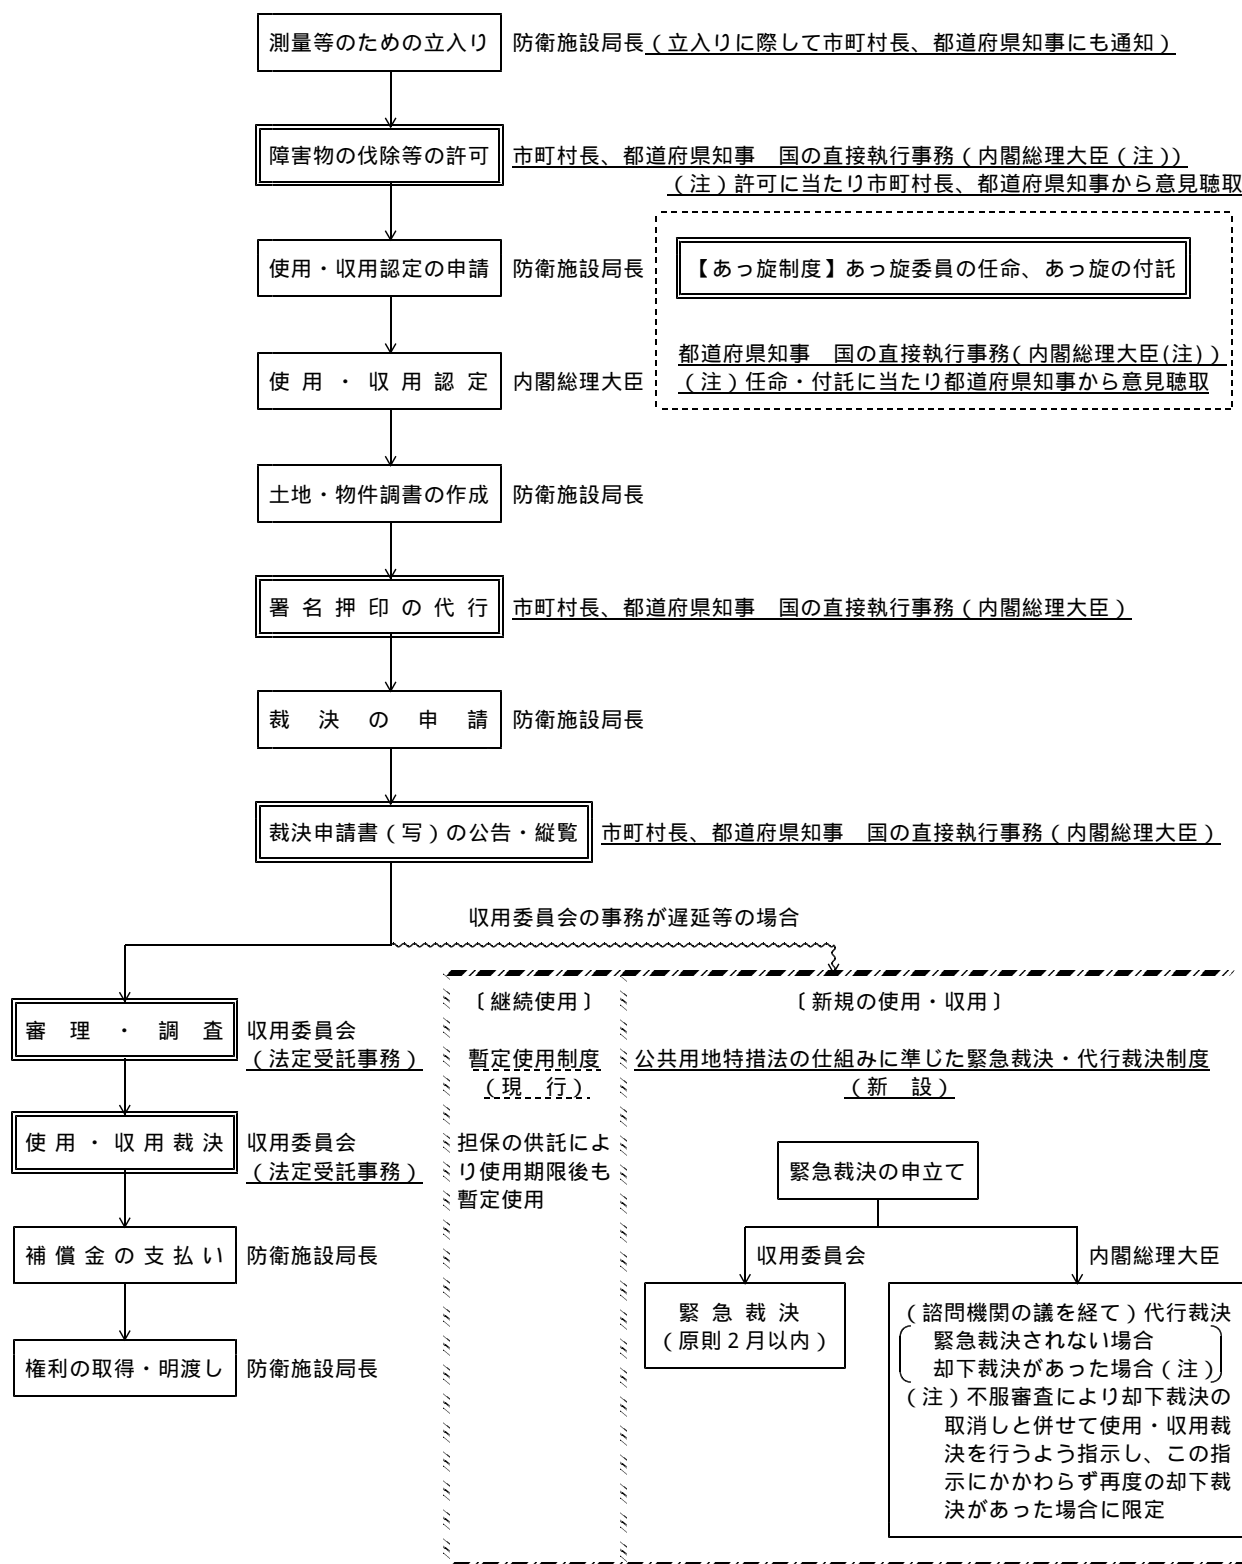 測量等のための立入り 防衛施設局長(立入りに際して市町村長、都道府県知事にも通知)
障害物の伐除等の許可 市町村長、都道府県知事 国の直接執行事務(内閣総理大臣(注))
(注)許可に当たり市町村長、都道府県知事から意見聴取
使用・収用認定の申請 防衛施設局長
【あっ旋制度】あっ旋委員の任命、あっ旋の付託
都道府県知事 国の直接執行事務(内閣総理大臣(注))
(注)任命・付託に当たり都道府県知事から意見聴取
使用・収用認定 内閣総理大臣
土地・物件調書の作成 防衛施設局長
署名押印の代行 市町村長、都道府県知事 国の直接執行事務(内閣総理大臣)
裁決の申請 防衛施設局長
裁決申請書(写)の公告・縦覧 市町村長、都道府県知事 国の直接執行事務(内閣総理大臣)
収用委員会の事務が遅延等の場合
審理・調査 収用委員会
(法定受託事務)
使用・収用裁決 収用委員会
(法定受託事務)
補償金の支払い 防衛施設局長
権利の取得・明渡し 防衛施設局長
〔継続使用〕
暫定使用制度
(現 行)
担保の供託によ
り使用期限後も
暫定使用
〔新規の使用・収用〕
公共用地特措法の仕組みに準じた緊急裁決・代行裁決制度
(新 設)
緊急裁決の申立て
収用委員会
緊急裁決
(原則2月以内)
内閣総理大臣
(諮問機関の議を経て)代行裁決
緊急裁決されない場合
却下裁決があった場合(注)
(注)不服審査により却下裁決の
取消しと併せて使用・収用裁
決を行うよう指示し、この指
示にかかわらず再度の却下裁
決があった場合に限定